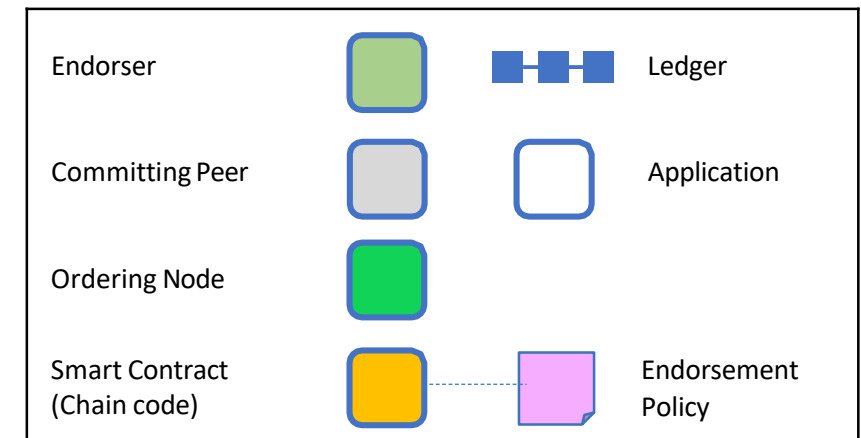 Endorser
Ledger
Committing Peer
Application
Ordering Node
Smart Contract
(Chain code)
Endorsement
Policy